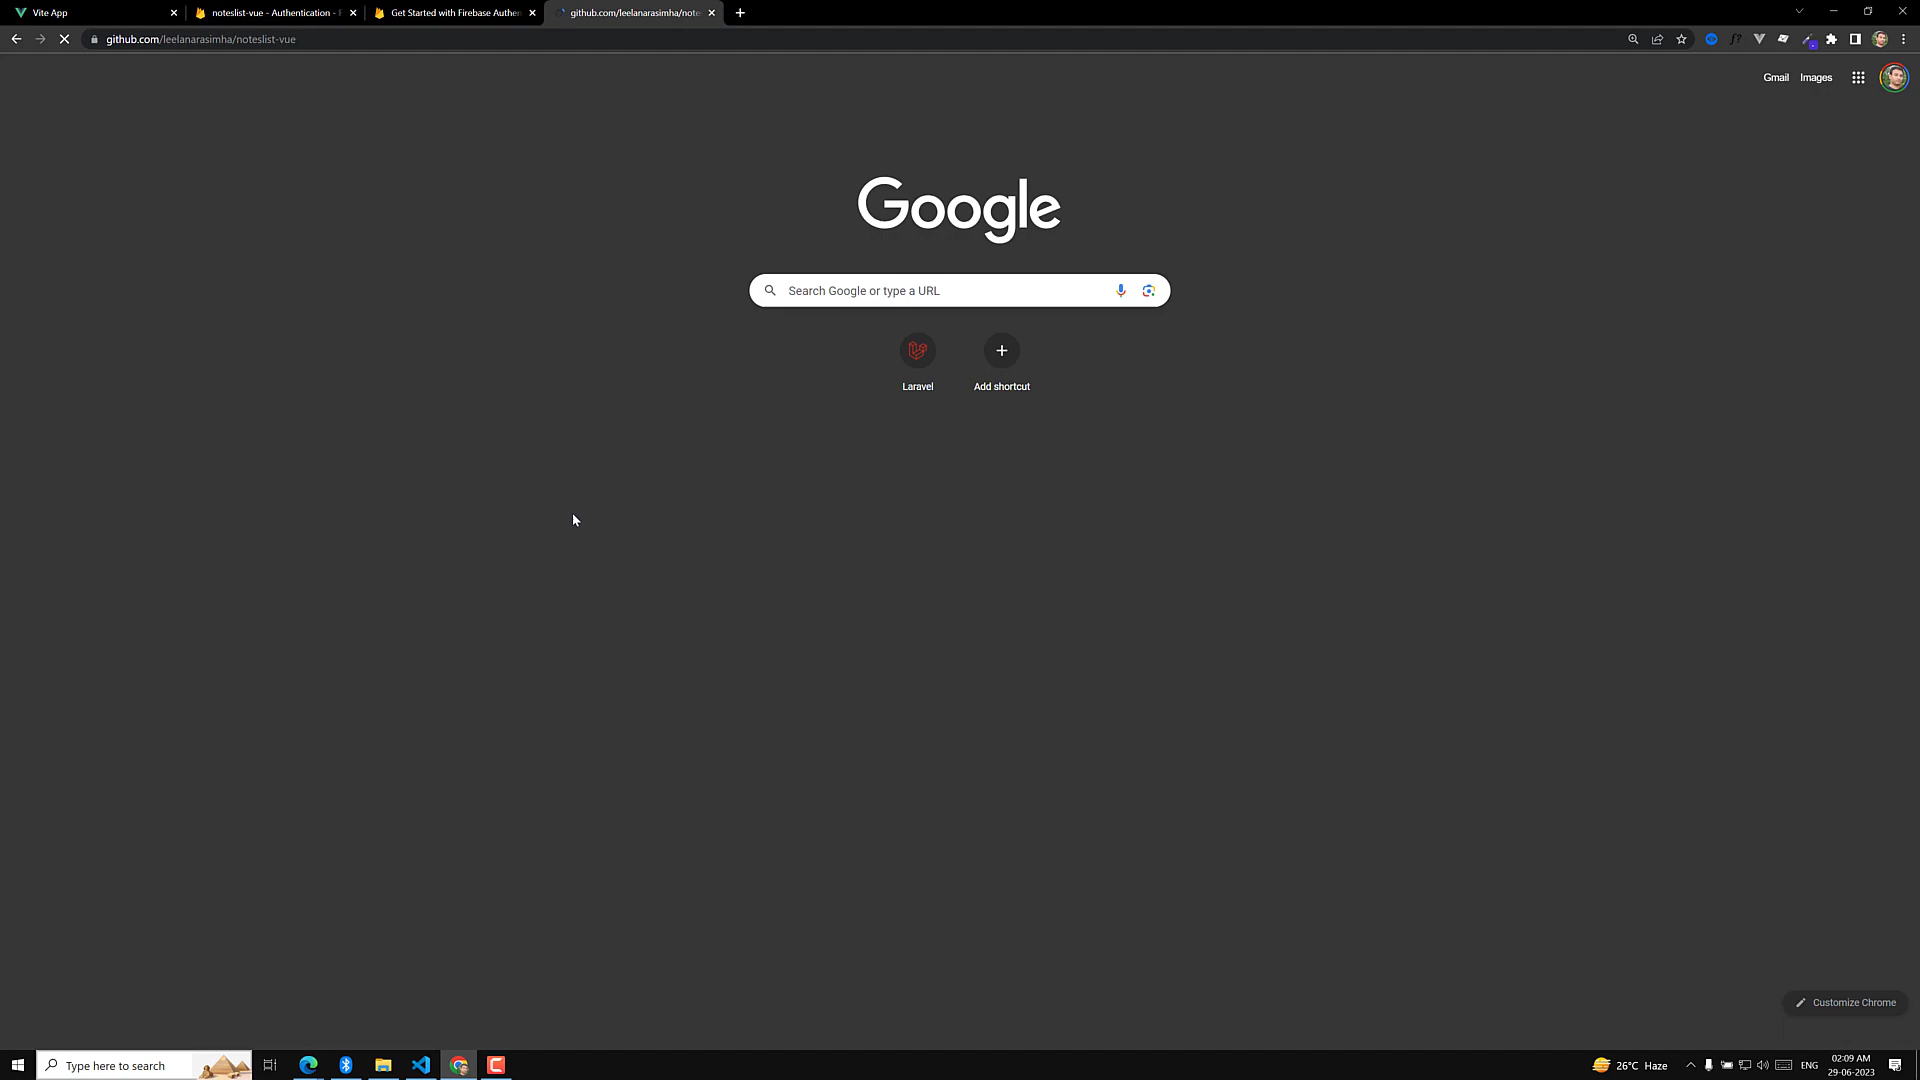 Vite App
noteslist-vue - Authentication - F
Get Started with Firebase Authen
github.com/leelanarasimha/note
github.com/leelanarasimha/noteslist-vue
f?
Gmail
Images
Google
Search Google or type a URL
Laravel
Add shortcut
Customize Chrome
Type here to search
26°C Haze
ENG
02:09 AM
29-06-2023